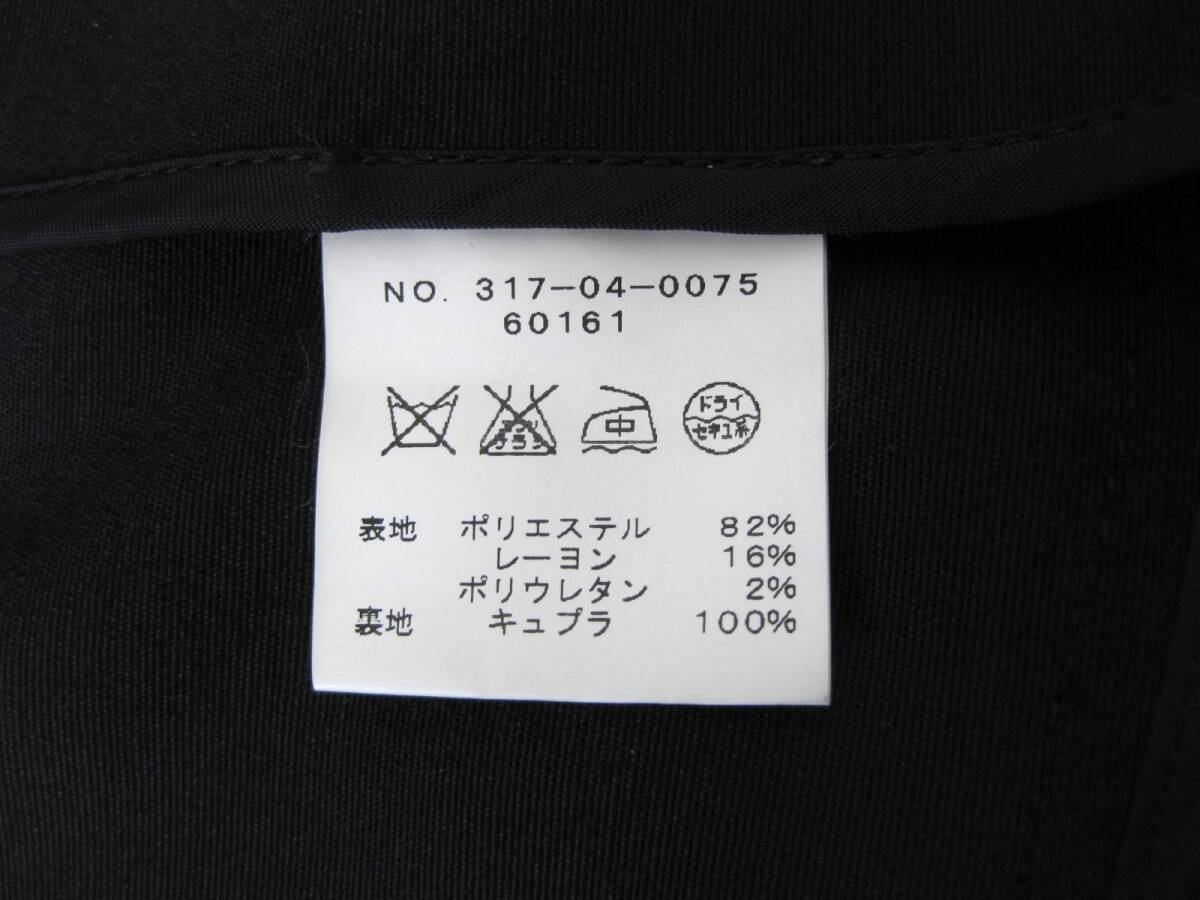 NO. 317-04-0075
60161
エンソ
サラシ
中
ドライ
セキユ系
表地 ポリエステル 82%
レーヨン 16%
ポリウレタン 2%
裏地 キュプラ 100%